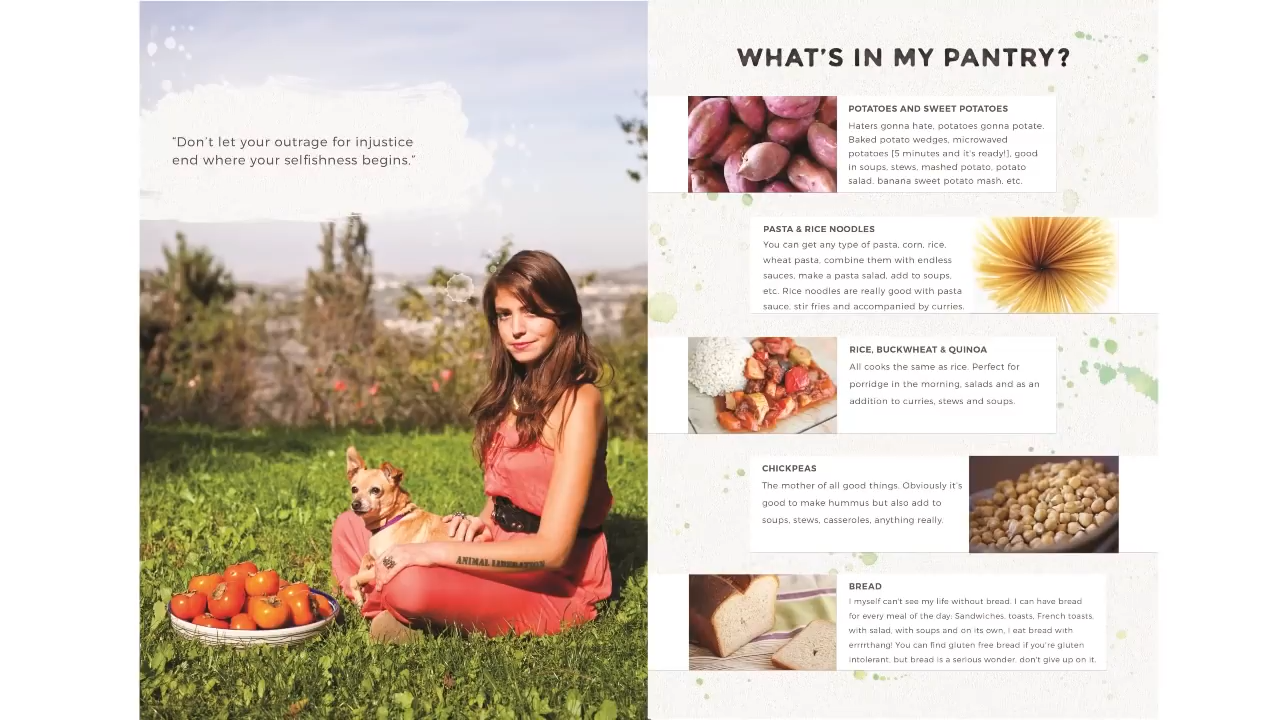 "Don't let your outrage for injustice
end where your selfishness begins."
ANIMAL LIBERATION
WHAT'S IN MY PANTRY?
POTATOES AND SWEET POTATOES
Haters gonna hate, potatoes gonna potate.
Baked potato wedges, microwaved
potatoes [5 minutes and it's ready!], good
in soups, stews, mashed potato, potato
salad, banana sweet potato mash, etc.
PASTA & RICE NOODLES
You can get any type of pasta, corn, rice,
wheat pasta, combine them with endless
sauces, make a pasta salad, add to soups,
etc. Rice noodles are really good with pasta
sauce, stir fries and accompanied by curries.
RICE, BUCKWHEAT & QUINOA
All cooks the same as rice. Perfect for
porridge in the morning, salads and as an
addition to curries, stews and soups.
CHICKPEAS
The mother of all good things. Obviously it's
good to make hummus but also add to
soups, stews, casseroles, anything really.
BREAD
I myself can't see my life without bread. I can have bread
for every meal of the day; Sandwiches, toasts, French toasts,
with salad, with soups and on its own, I eat bread with
errrrthang! You can find gluten free bread if you're gluten
intolerant, but bread is a serious wonder, don't give up on it.